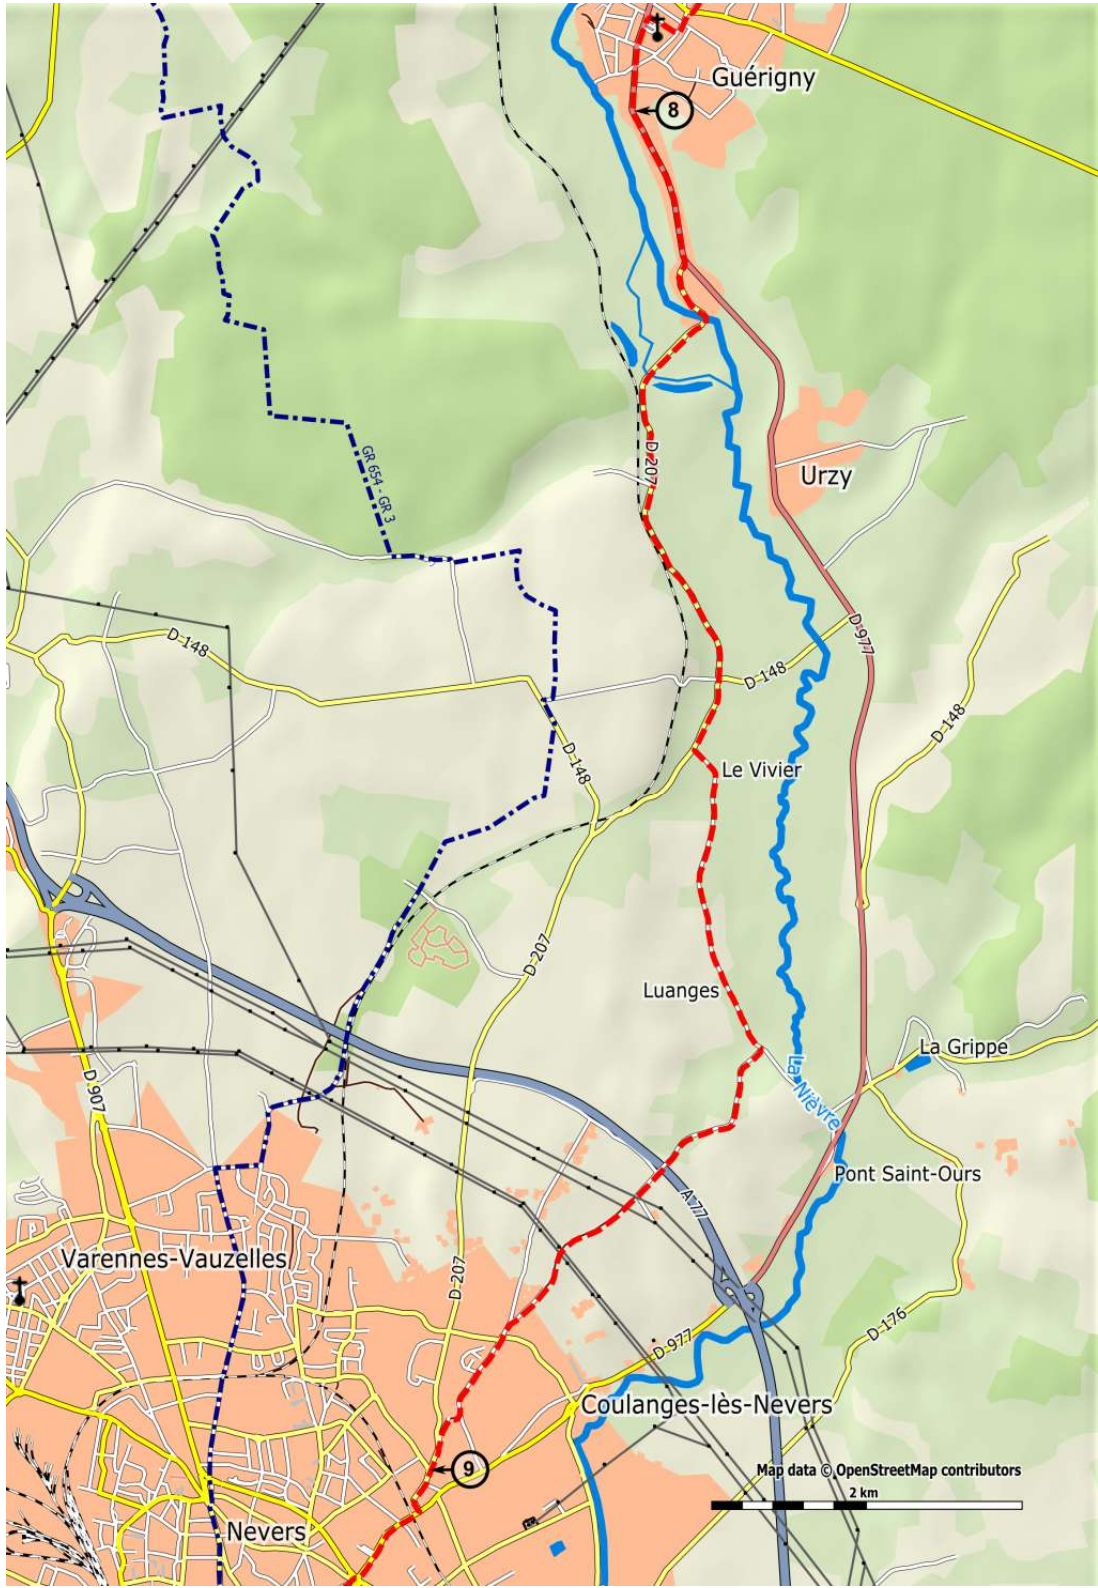 Guérigny
8
GR 654 - GR 3
D 207
Urzy
D 148
D 977
D 148
D 148
D 148
Le Vivier
D 207
Luanges
La Grippe
D 907
La Nièvre
Pont Saint-Ours
A 77
Varennes-Vauzelles
D 207
D 176
D 977
Coulanges-lès-Nevers
9
Map data © OpenStreetMap contributors
2 km
Nevers